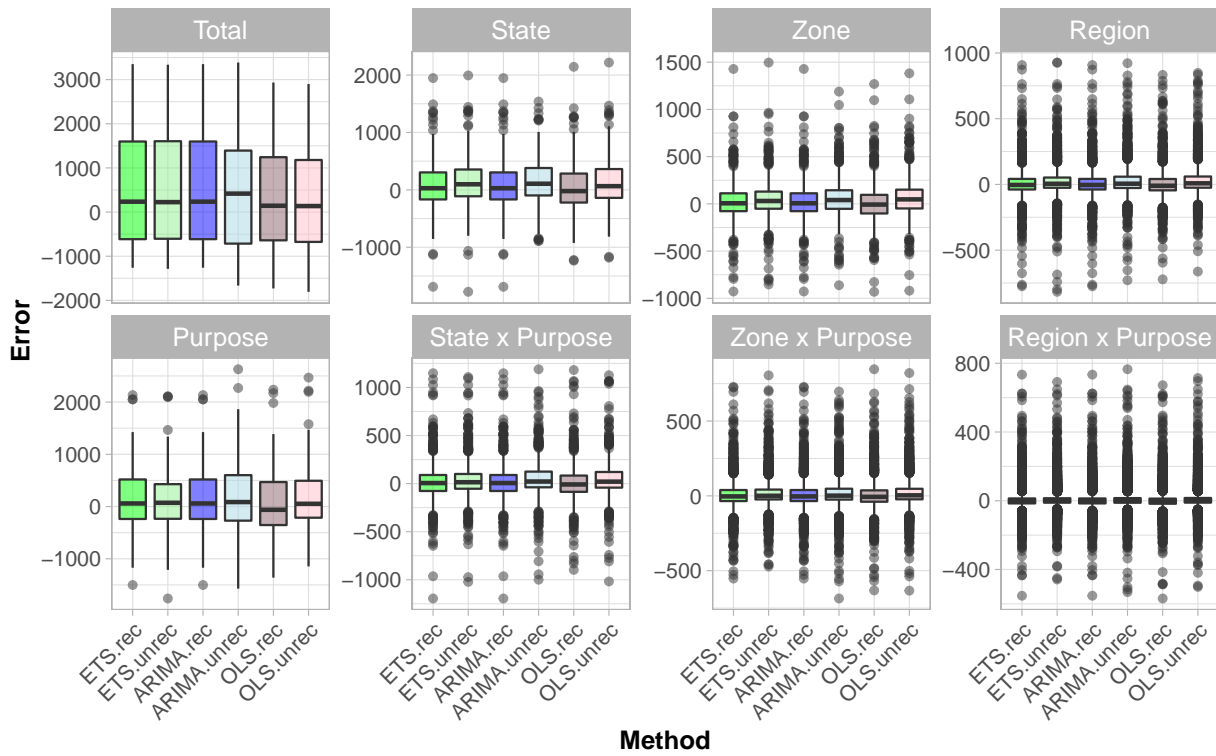 Total State Zone Region
3000
2000
1000
0
−1000
−2000
2000
1000
0
−1000
1500
1000
500
0
−500
−1000
1000
500
0
−500
Purpose State x Purpose Zone x Purpose Region x Purpose
2000
1000
0
−1000
1000
500
0
−500
−1000
500
0
−500
800
400
0
−400
Error
ETS.rec
ETS.unrec
ARIMA.rec
ARIMA.unrec
OLS.rec
OLS.unrec
ETS.rec
ETS.unrec
ARIMA.rec
ARIMA.unrec
OLS.rec
OLS.unrec
ETS.rec
ETS.unrec
ARIMA.rec
ARIMA.unrec
OLS.rec
OLS.unrec
ETS.rec
ETS.unrec
ARIMA.rec
ARIMA.unrec
OLS.rec
OLS.unrec
Method